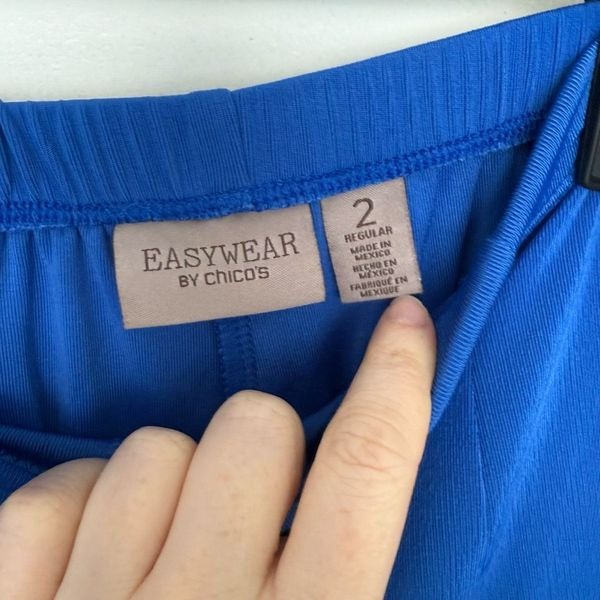 EASYWEAR
BY chico's
2
REGULAR
MADE IN
MEXICO
HECHO EN
MÉXICO
FABRIQUÉ EN
MEXIQUE